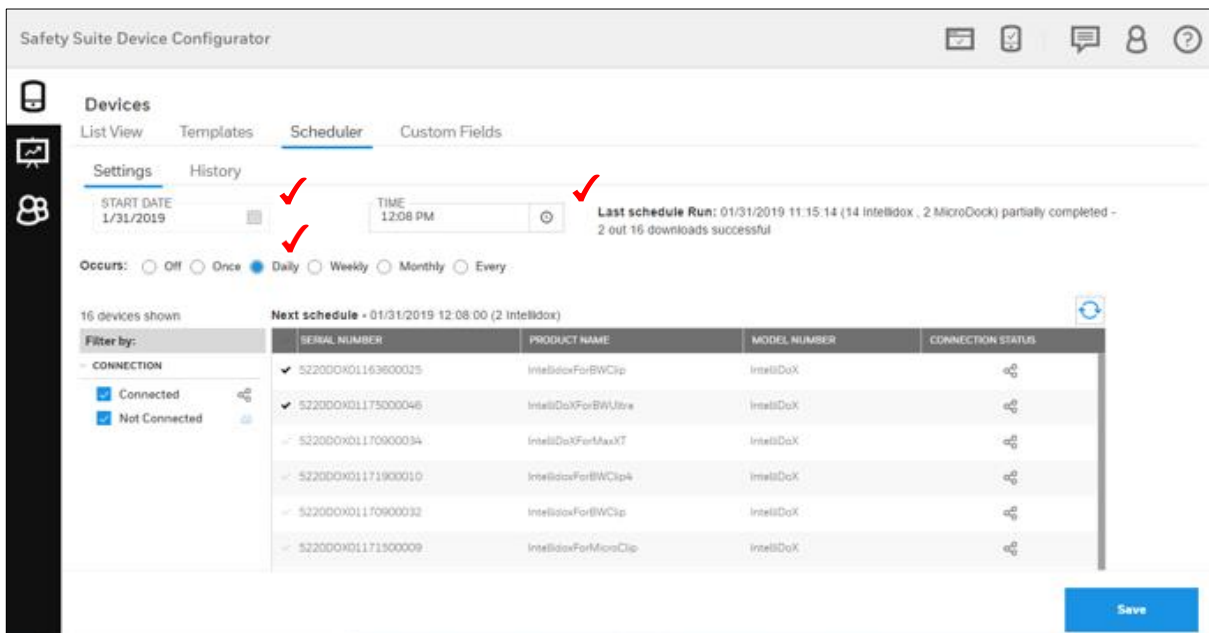 Safety Suite Device Configurator
Devices
List View Templates Scheduler Custom Fields
Settings History
START DATE
1/31/2019
TIME
12:08 PM
Last schedule Run: 01/31/2019 11:15:14 (14 Intellidox , 2 MicroDock) partially completed -
2 out 16 downloads successful
Occurs: Off Once Daily Weekly Monthly Every
16 devices shown
Next schedule - 01/31/2019 12:08:00 (2 Intellidox)
Filter by:
SERIAL NUMBER PRODUCT NAME MODEL NUMBER CONNECTION STATUS
CONNECTION
Connected
Not Connected
5220DOX01163600025 IntellidoxForBWClip IntelliDoX
5220DOX01175000046 IntelliDoXForBWUltra IntelliDoX
5220DOX01170900034 IntelliDoXForMaxXT IntelliDoX
5220DOX01171900010 IntellidoxForBWClip4 IntelliDoX
5220DOX01170900032 IntellidoxForBWClip IntelliDoX
5220DOX01171500009 IntellidoxForMicroClip IntelliDoX
Save